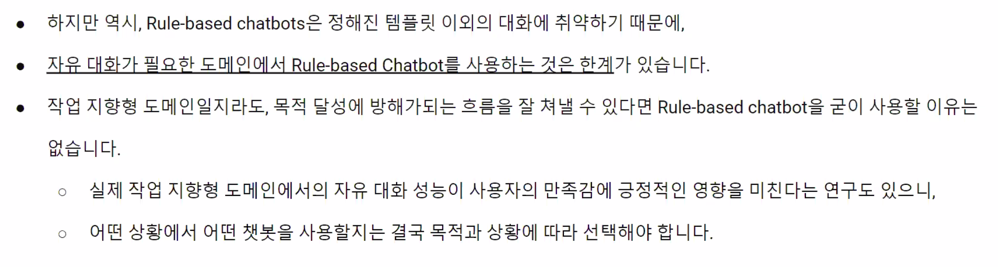 ● 하지만 역시, Rule-based chatbots은 정해진 템플릿 이외의 대화에 취약하기 때문에,
● 자유 대화가 필요한 도메인에서 Rule-based Chatbot를 사용하는 것은 한계가 있습니다.
● 작업 지향형 도메인일지라도, 목적 달성에 방해가되는 흐름을 잘 쳐낼 수 있다면 Rule-based chatbot을 굳이 사용할 이유는
없습니다.
○ 실제 작업 지향형 도메인에서의 자유 대화 성능이 사용자의 만족감에 긍정적인 영향을 미친다는 연구도 있으니,
○ 어떤 상황에서 어떤 챗봇을 사용할지는 결국 목적과 상황에 따라 선택해야 합니다.